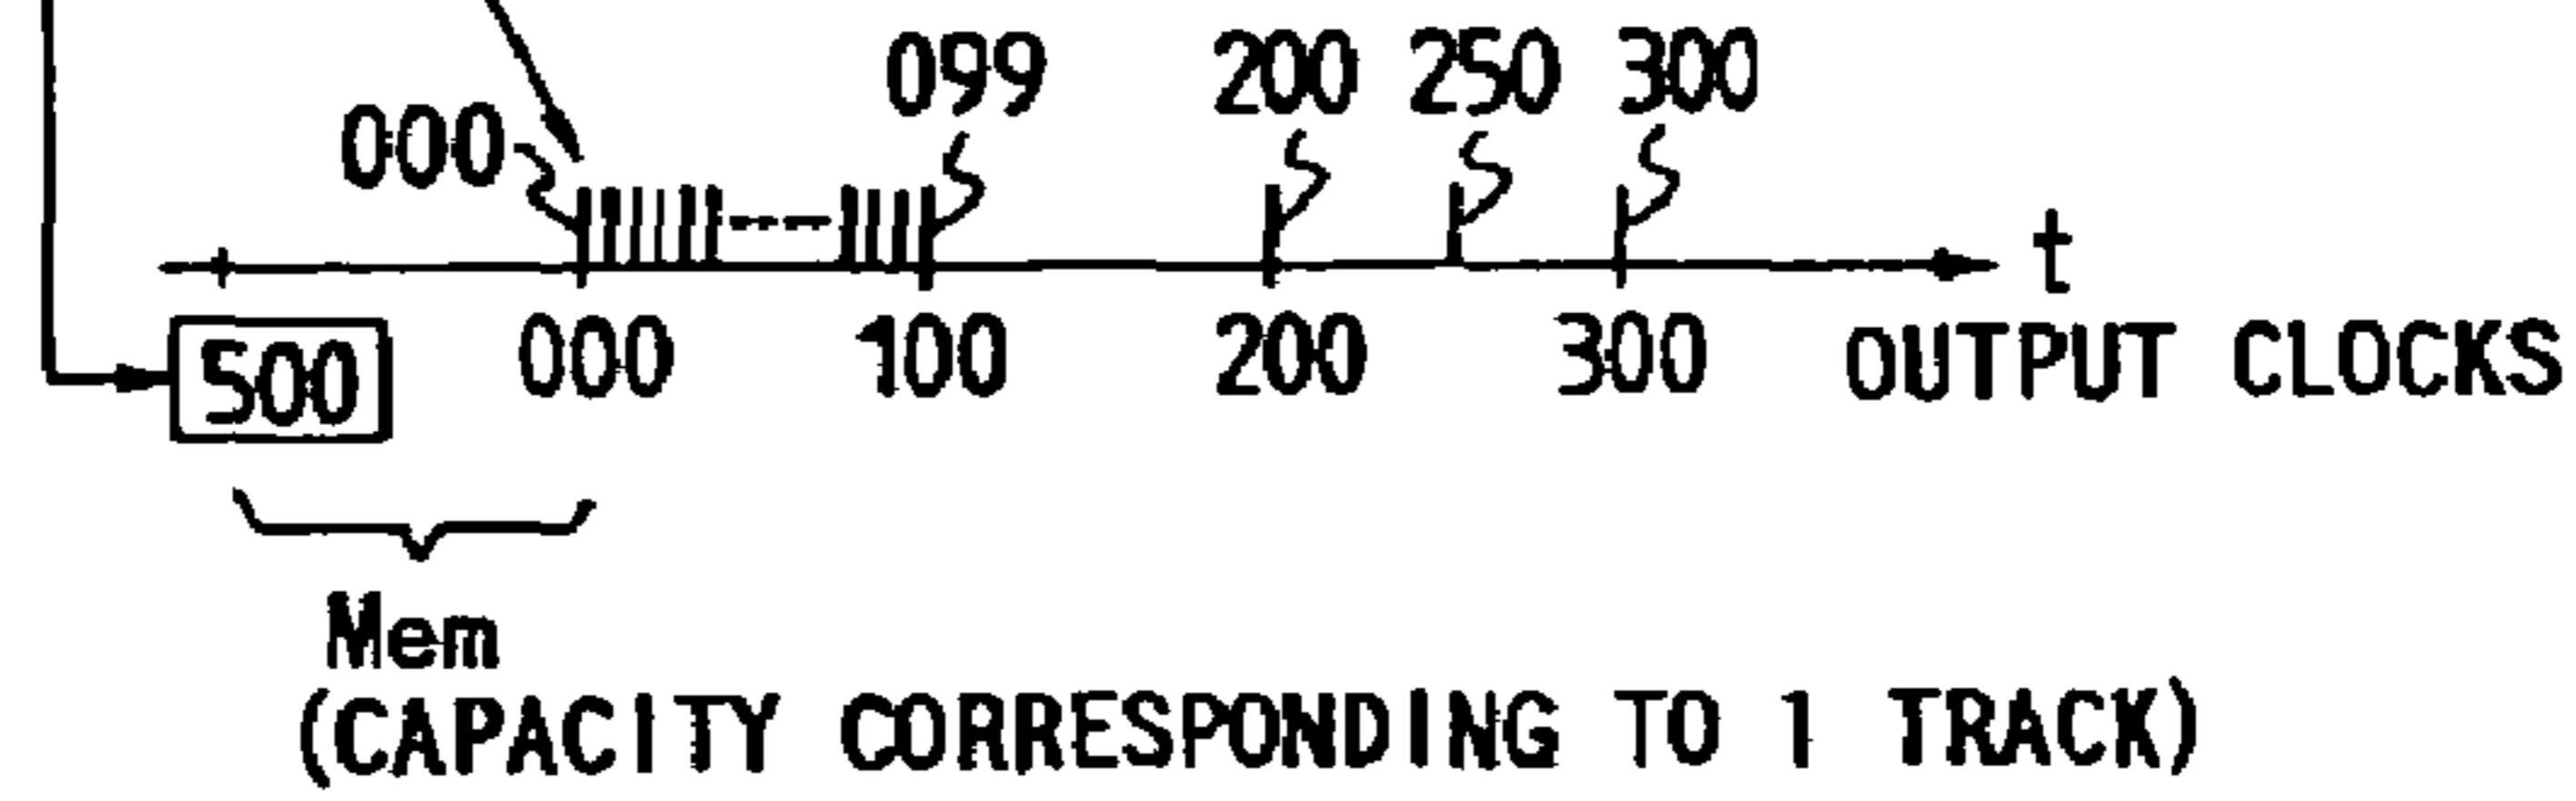 099 200 250 300
000
t
500 000 100 200 300 OUTPUT CLOCKS
Mem
(CAPACITY CORRESPONDING TO 1 TRACK)